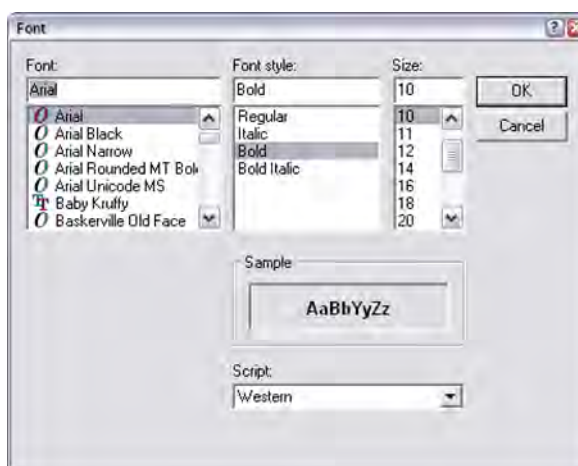 Font
Font: Font style: Size:
Arial Bold 10 OK
Arial Regular 10 Cancel
Arial Black Italic 11
Arial Narrow Bold 12
Arial Rounded MT Bol Bold Italic 14
Arial Unicode MS 16
Baby Kruffy 18
Baskerville Old Face 20
Sample
AaBbYyZz
Script:
Western